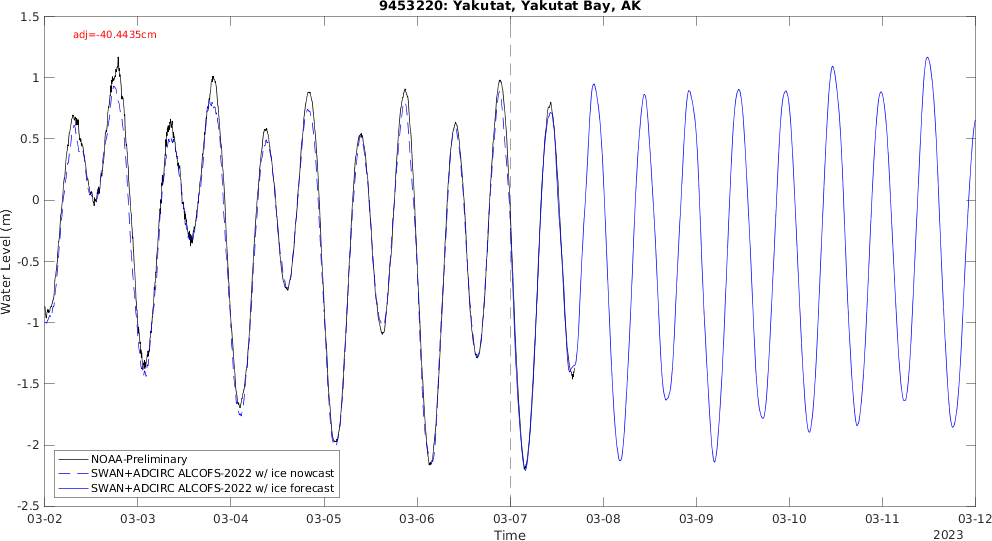 9453220: Yakutat, Yakutat Bay, AK
adj=-40.4435cm
1.5
1
0.5
0
-0.5
-1
-1.5
-2
-2.5
Water Level (m)
NOAA-Preliminary
SWAN+ADCIRC ALCOFS-2022 w/ ice nowcast
SWAN+ADCIRC ALCOFS-2022 w/ ice forecast
03-02 03-03 03-04 03-05 03-06 03-07 03-08 03-09 03-10 03-11 03-12
Time
2023